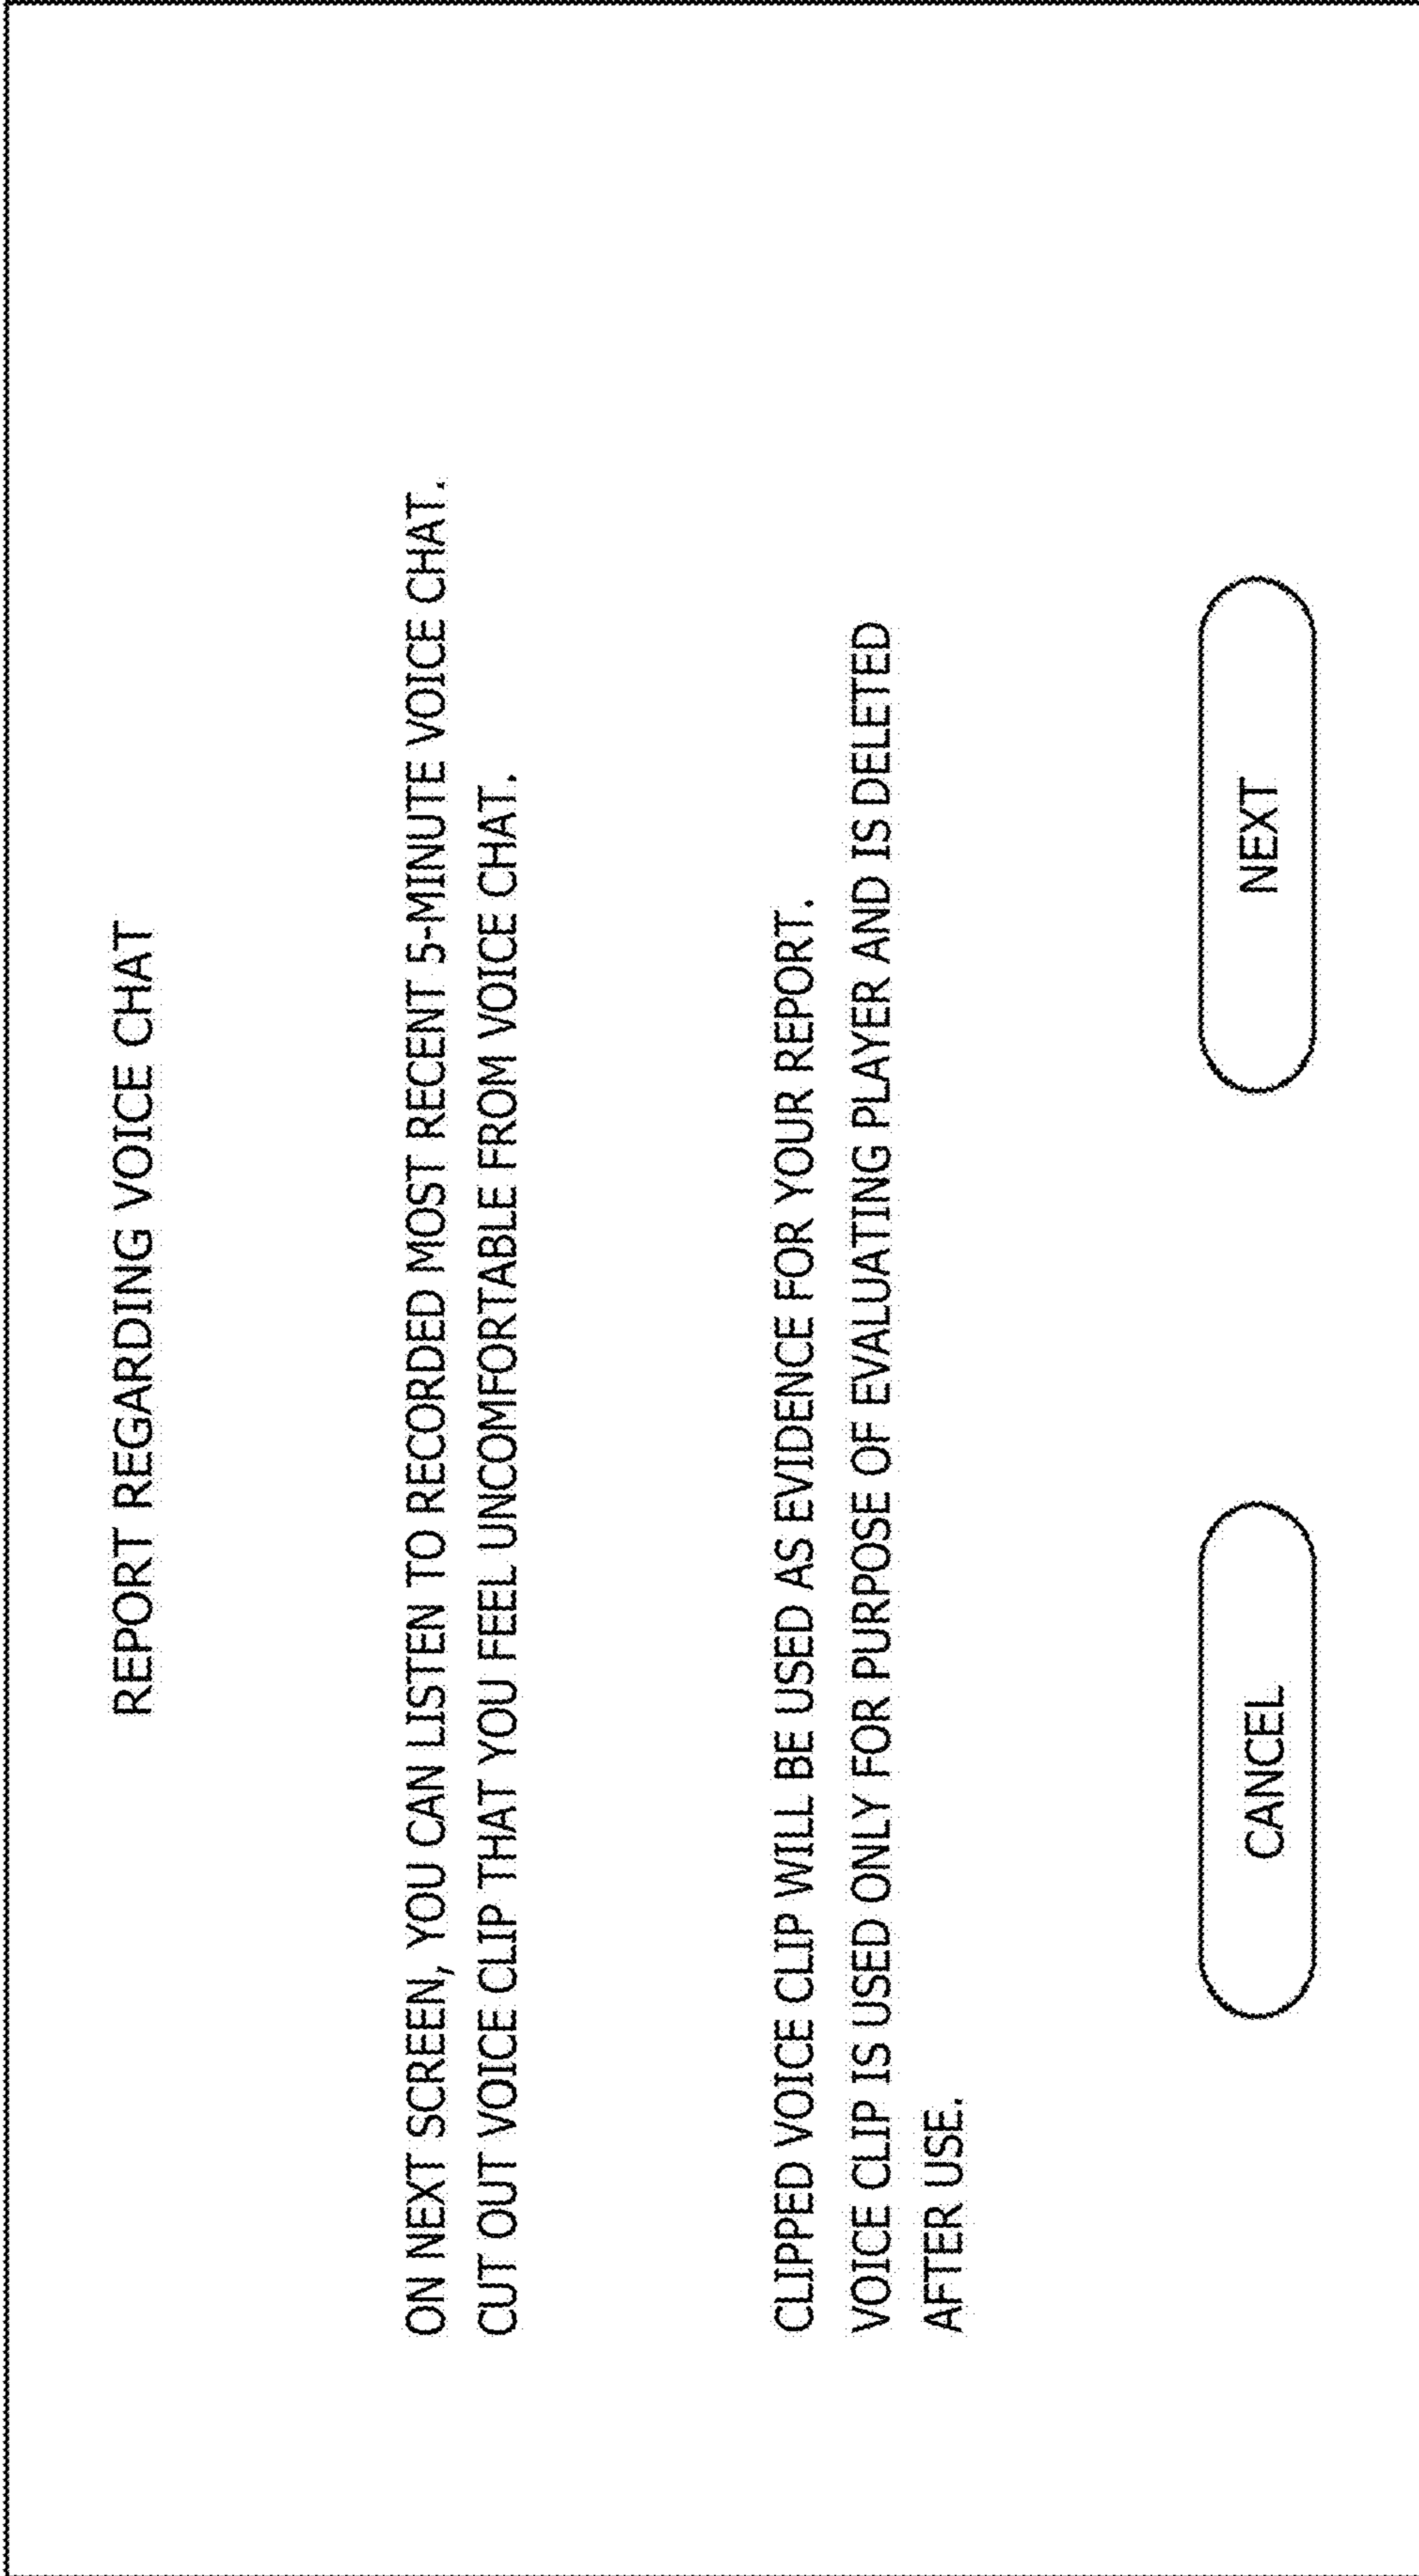 REPORT REGARDING VOICE CHAT
ON NEXT SCREEN, YOU CAN LISTEN TO RECORDED MOST RECENT 5-MINUTE VOICE CHAT.
CUT OUT VOICE CLIP THAT YOU FEEL UNCOMFORTABLE FROM VOICE CHAT.
CLIPPED VOICE CLIP WILL BE USED AS EVIDENCE FOR YOUR REPORT.
VOICE CLIP IS USED ONLY FOR PURPOSE OF EVALUATING PLAYER AND IS DELETED
AFTER USE.
CANCEL
NEXT